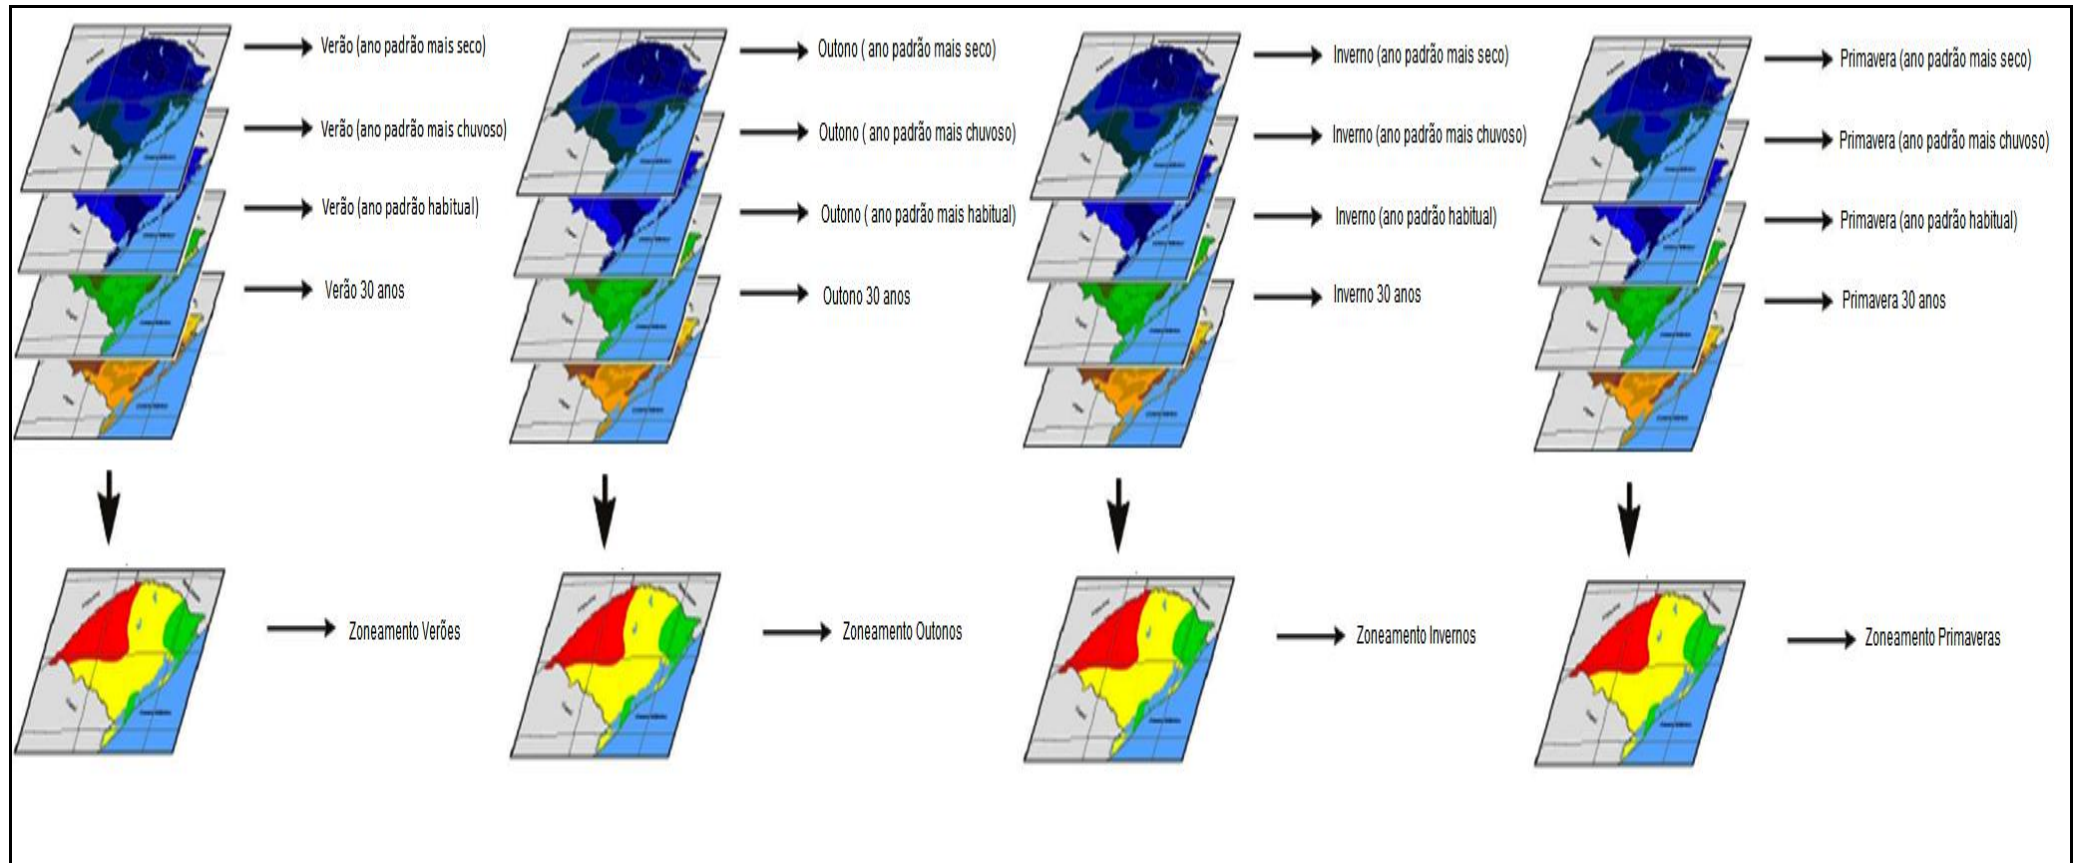 Verão (ano padrão mais seco)
Verão (ano padrão mais chuvoso)
Verão (ano padrão habitual)
Verão 30 anos
Zoneamento Verões
Outono ( ano padrão mais seco)
Outono ( ano padrão mais chuvoso)
Outono ( ano padrão mais habitual)
Outono 30 anos
Zoneamento Outonos
Inverno (ano padrão mais seco)
Inverno (ano padrão mais chuvoso)
Inverno (ano padrão habitual)
Inverno 30 anos
Zoneamento Invernos
Primavera (ano padrão mais seco)
Primavera (ano padrão mais chuvoso)
Primavera (ano padrão habitual)
Primavera 30 anos
Zoneamento Primaveras